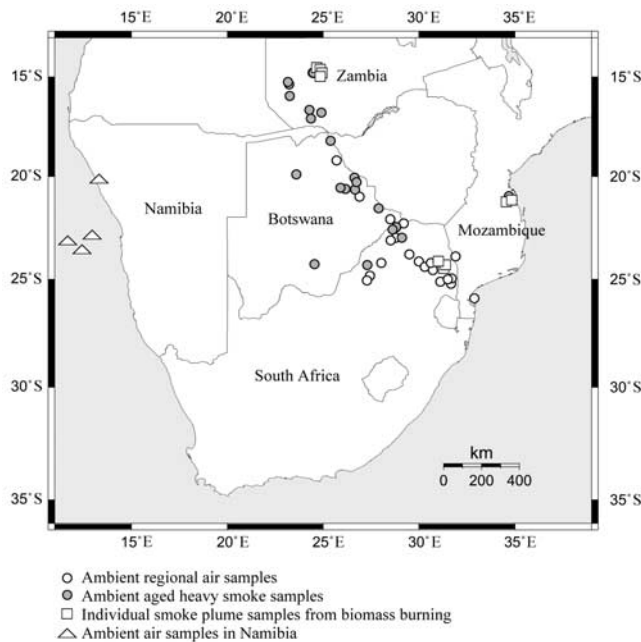 15˚E 20˚E 25˚E 30˚E 35˚E
15˚S 15˚S
Zambia
20˚S 20˚S
Namibia
Botswana
Mozambique
25˚S 25˚S
South Africa
30˚S 30˚S
km
0 200 400
35˚S 35˚S
15˚E 20˚E 25˚E 30˚E 35˚E
Ambient regional air samples
Ambient aged heavy smoke samples
Individual smoke plume samples from biomass burning
Ambient air samples in Namibia